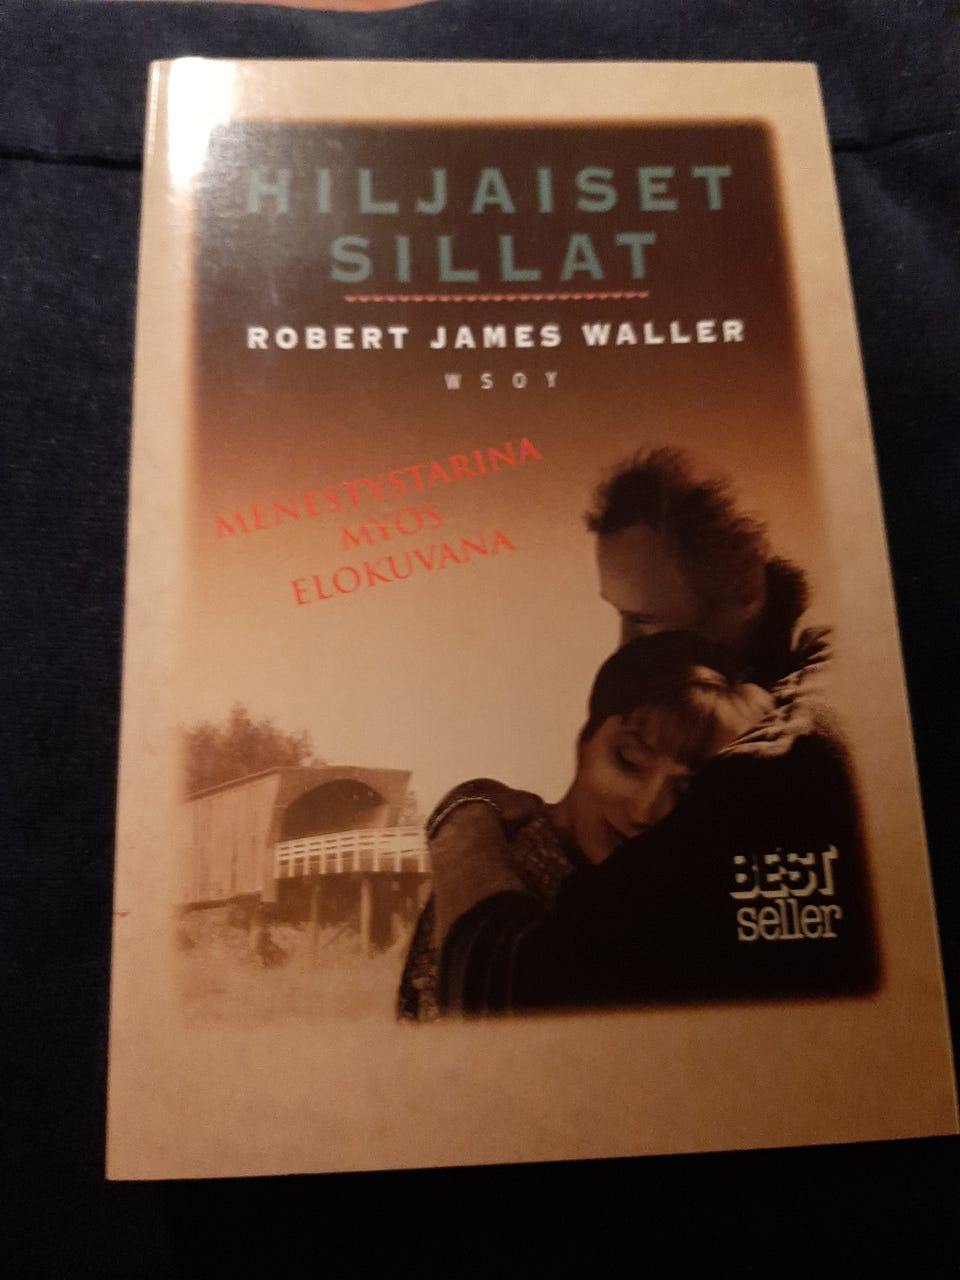 HILJAISET
SILLAT
ROBERT JAMES WALLER
WSOY
MENESTYSTARINA
MYÖS
ELOKUVANA
BEST
seller